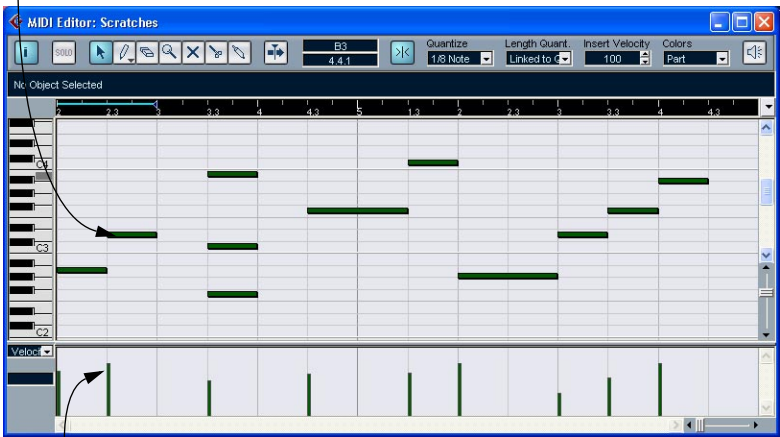 MIDI Editor: Scratches
i SOLO B3 4.4.1 Quantize 1/8 Note Length Quant. Linked to Q Insert Velocity 100 Colors Part
No Object Selected
2 2.3 3 3.3 4 4.3 5 1.3 2 2.3 3 3.3 4 4.3
C4
C3
C2
Veloci